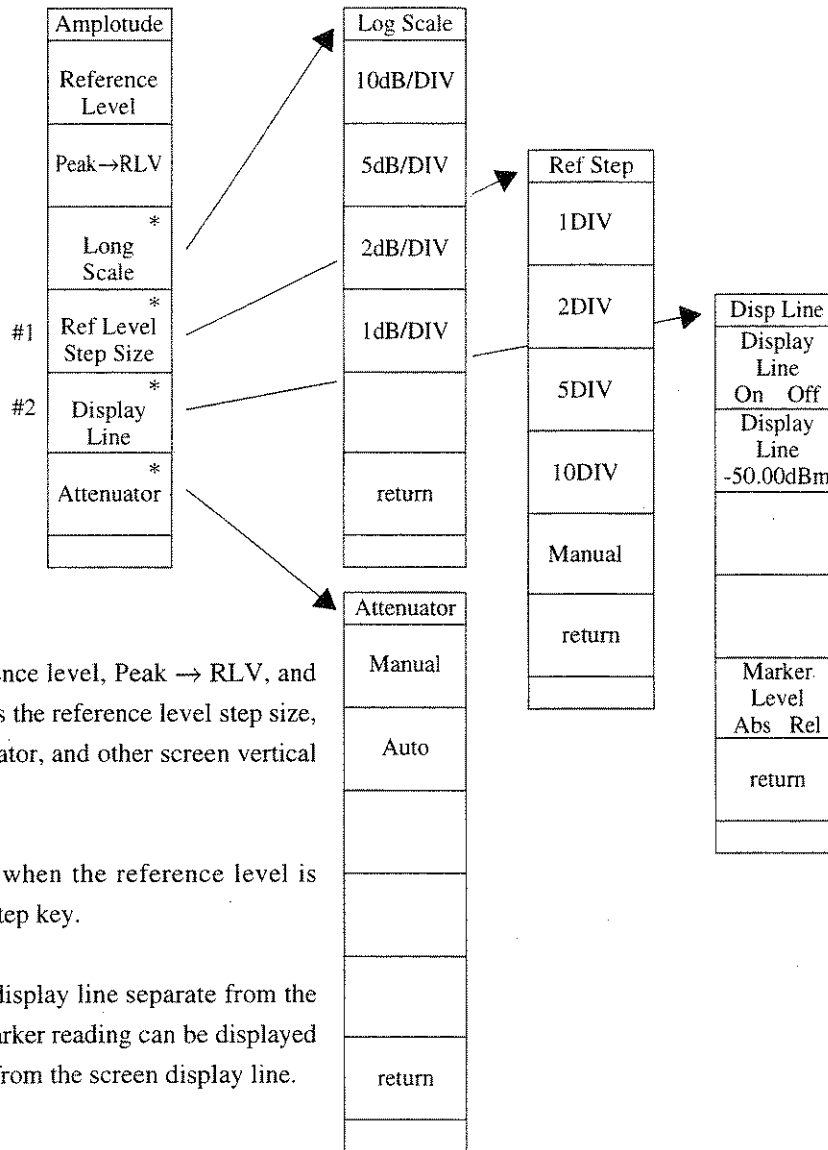 Amplotude
Reference
Level
Peak→RLV
*
Long
Scale
#1
*
Ref Level
Step Size
#2
*
Display
Line
*
Attenuator
Log Scale
10dB/DIV
5dB/DIV
2dB/DIV
1dB/DIV
return
Ref Step
1DIV
2DIV
5DIV
10DIV
Manual
return
Disp Line
Display
Line
On Off
Display
Line
-50.00dBm
Marker
Level
Abs Rel
return
Attenuator
Manual
Auto
return
nce level, Peak → RLV, and
s the reference level step size,
ator, and other screen vertical
when the reference level is
tep key.
display line separate from the
arker reading can be displayed
from the screen display line.